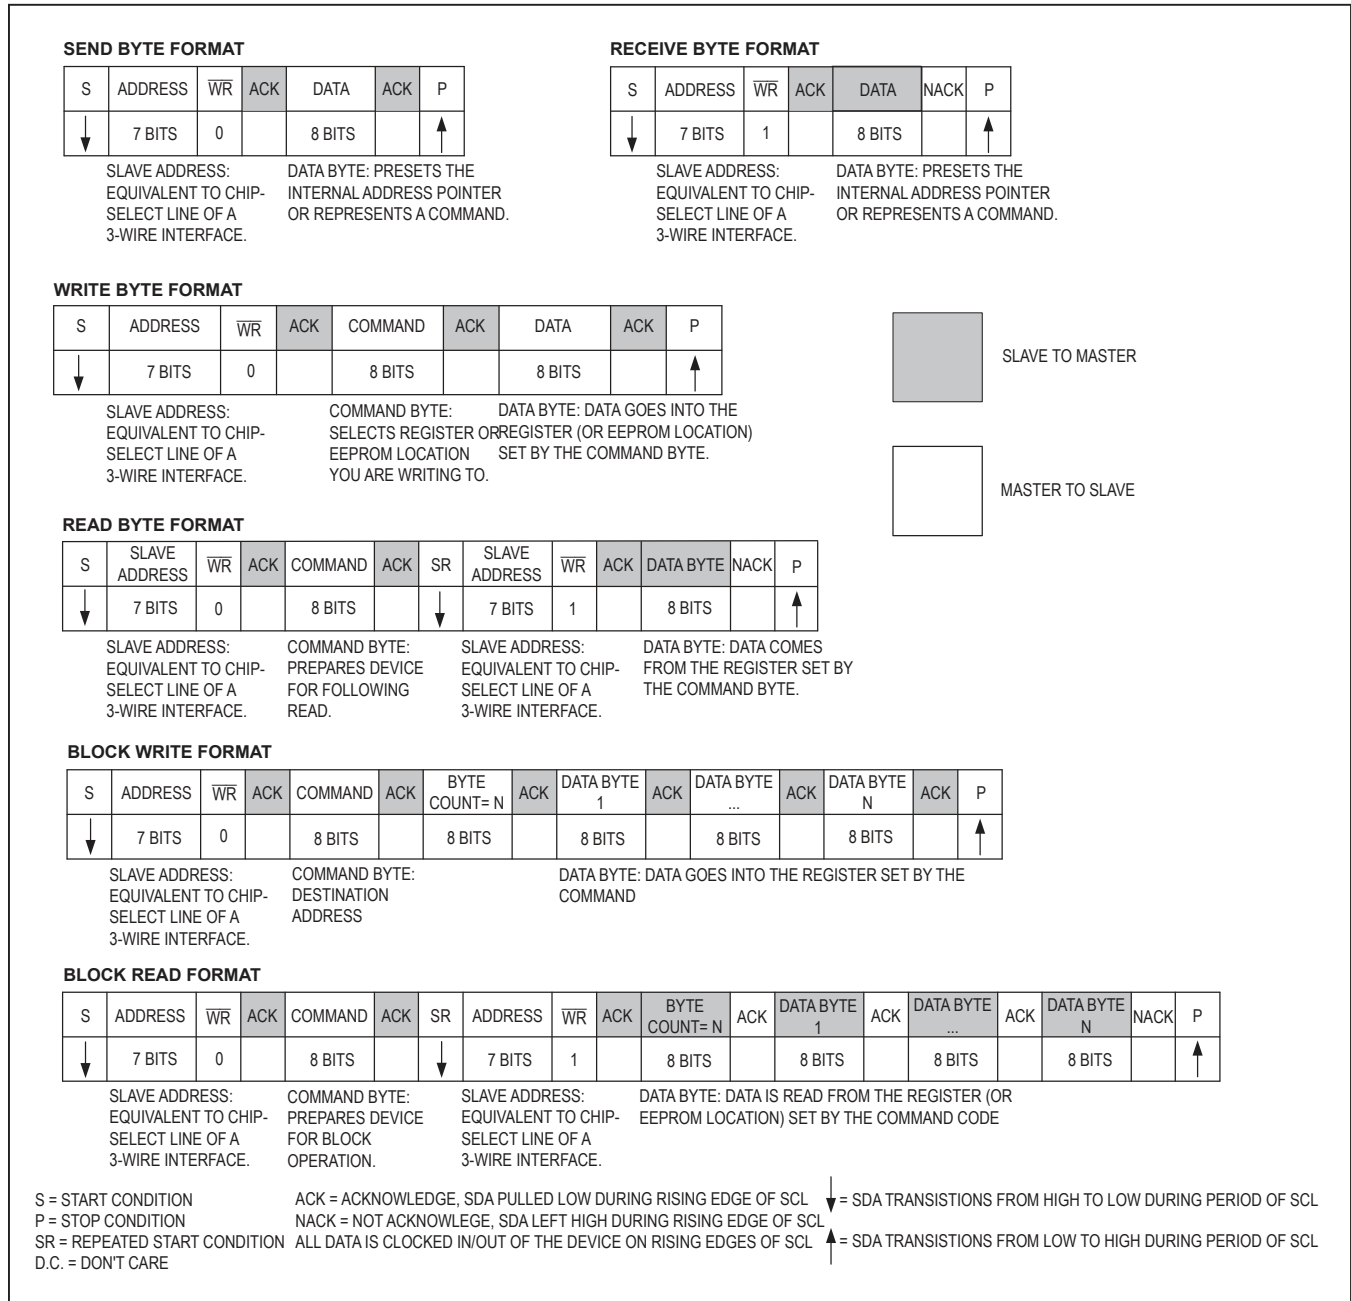 SEND BYTE FORMAT
S ADDRESS WR ACK DATA ACK P
7 BITS 0 8 BITS
SLAVE ADDRESS:
EQUIVALENT TO CHIP-
SELECT LINE OF A
3-WIRE INTERFACE.
DATA BYTE: PRESETS THE
INTERNAL ADDRESS POINTER
OR REPRESENTS A COMMAND.
RECEIVE BYTE FORMAT
S ADDRESS WR ACK DATA NACK P
7 BITS 1 8 BITS
SLAVE ADDRESS:
EQUIVALENT TO CHIP-
SELECT LINE OF A
3-WIRE INTERFACE.
DATA BYTE: PRESETS THE
INTERNAL ADDRESS POINTER
OR REPRESENTS A COMMAND.
WRITE BYTE FORMAT
S ADDRESS WR ACK COMMAND ACK DATA ACK P
7 BITS 0 8 BITS 8 BITS
SLAVE ADDRESS:
EQUIVALENT TO CHIP-
SELECT LINE OF A
3-WIRE INTERFACE.
COMMAND BYTE:
SELECTS REGISTER OR
EEPROM LOCATION
YOU ARE WRITING TO.
DATA BYTE: DATA GOES INTO THE
REGISTER (OR EEPROM LOCATION)
SET BY THE COMMAND BYTE.
SLAVE TO MASTER
MASTER TO SLAVE
READ BYTE FORMAT
S SLAVE ADDRESS WR ACK COMMAND ACK SR SLAVE ADDRESS WR ACK DATA BYTE NACK P
7 BITS 0 8 BITS 7 BITS 1 8 BITS
SLAVE ADDRESS:
EQUIVALENT TO CHIP-
SELECT LINE OF A
3-WIRE INTERFACE.
COMMAND BYTE:
PREPARES DEVICE
FOR FOLLOWING
READ.
SLAVE ADDRESS:
EQUIVALENT TO CHIP-
SELECT LINE OF A
3-WIRE INTERFACE.
DATA BYTE: DATA COMES
FROM THE REGISTER SET BY
THE COMMAND BYTE.
BLOCK WRITE FORMAT
S ADDRESS WR ACK COMMAND ACK BYTE COUNT= N ACK DATA BYTE 1 ACK DATA BYTE ... ACK DATA BYTE N ACK P
7 BITS 0 8 BITS 8 BITS 8 BITS 8 BITS 8 BITS
SLAVE ADDRESS:
EQUIVALENT TO CHIP-
SELECT LINE OF A
3-WIRE INTERFACE.
COMMAND BYTE:
DESTINATION
ADDRESS
DATA BYTE: DATA GOES INTO THE REGISTER SET BY THE
COMMAND
BLOCK READ FORMAT
S ADDRESS WR ACK COMMAND ACK SR ADDRESS WR ACK BYTE COUNT= N ACK DATA BYTE 1 ACK DATA BYTE ... ACK DATA BYTE N NACK P
7 BITS 0 8 BITS 7 BITS 1 8 BITS 8 BITS 8 BITS 8 BITS
SLAVE ADDRESS:
EQUIVALENT TO CHIP-
SELECT LINE OF A
3-WIRE INTERFACE.
COMMAND BYTE:
PREPARES DEVICE
FOR BLOCK
OPERATION.
SLAVE ADDRESS:
EQUIVALENT TO CHIP-
SELECT LINE OF A
3-WIRE INTERFACE.
DATA BYTE: DATA IS READ FROM THE REGISTER (OR
EEPROM LOCATION) SET BY THE COMMAND CODE
S = START CONDITION
P = STOP CONDITION
SR = REPEATED START CONDITION
D.C. = DON'T CARE
ACK = ACKNOWLEDGE, SDA PULLED LOW DURING RISING EDGE OF SCL
NACK = NOT ACKNOWLEGE, SDA LEFT HIGH DURING RISING EDGE OF SCL
ALL DATA IS CLOCKED IN/OUT OF THE DEVICE ON RISING EDGES OF SCL
= SDA TRANSISTIONS FROM HIGH TO LOW DURING PERIOD OF SCL
= SDA TRANSISTIONS FROM LOW TO HIGH DURING PERIOD OF SCL